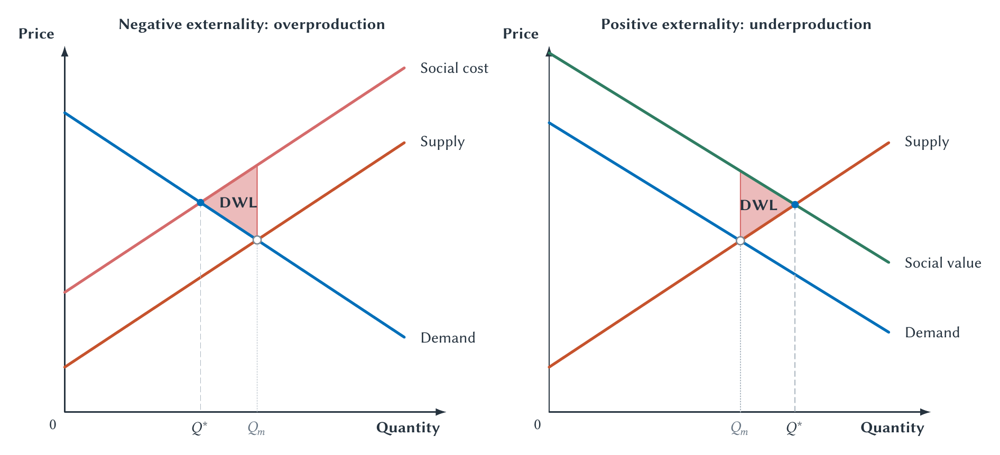 Negative externality: overproduction
Price
Social cost
Supply
DWL
Demand
0
Q*
Qm
Quantity
Positive externality: underproduction
Price
Supply
DWL
Social value
Demand
0
Qm
Q*
Quantity